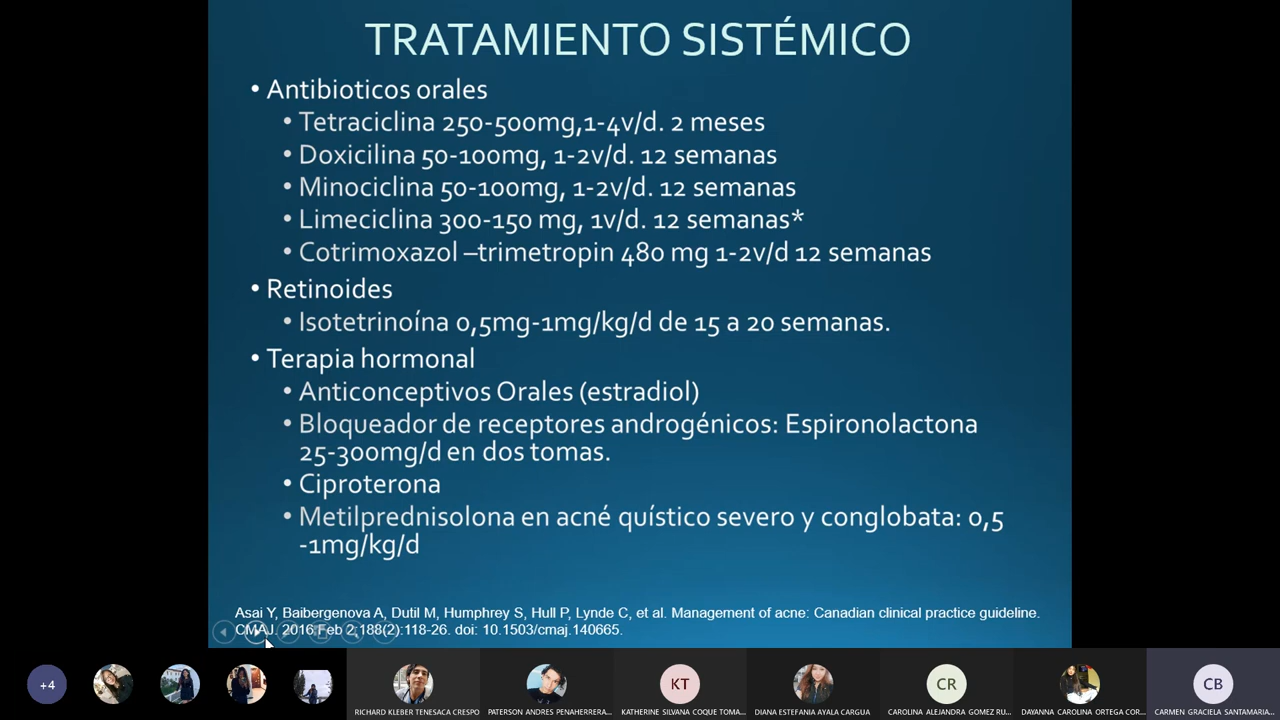 TRATAMIENTO SISTÉMICO
• Antibioticos orales
• Tetraciclina 250-500mg,1-4v/d. 2 meses
• Doxicilina 50-100mg, 1-2v/d. 12 semanas
• Minociclina 50-100mg, 1-2v/d. 12 semanas
• Limeciclina 300-150 mg, 1v/d. 12 semanas*
• Cotrimoxazol –trimetropin 480 mg 1-2v/d 12 semanas
• Retinoides
• Isotetrinoína 0,5mg-1mg/kg/d de 15 a 20 semanas.
• Terapia hormonal
• Anticonceptivos Orales (estradiol)
• Bloqueador de receptores androgénicos: Espironolactona
25-300mg/d en dos tomas.
• Ciproterona
• Metilprednisolona en acné quístico severo y conglobata: 0,5
-1mg/kg/d
Asai Y, Baibergenova A, Dutil M, Humphrey S, Hull P, Lynde C, et al. Management of acne: Canadian clinical practice guideline.
CMAJ. 2016 Feb 2;188(2):118-26. doi: 10.1503/cmaj.140665.
+4
KT
CR
CB
RICHARD KLEBER TENESACA CRESPO
PATERSON ANDRES PENAHERRERA...
KATHERINE SILVANA COQUE TOMA...
DIANA ESTEFANIA AYALA CARGUA
CAROLINA ALEJANDRA GOMEZ RU...
DAYANNA CAROLINA ORTEGA COR...
CARMEN GRACIELA SANTAMARIA...